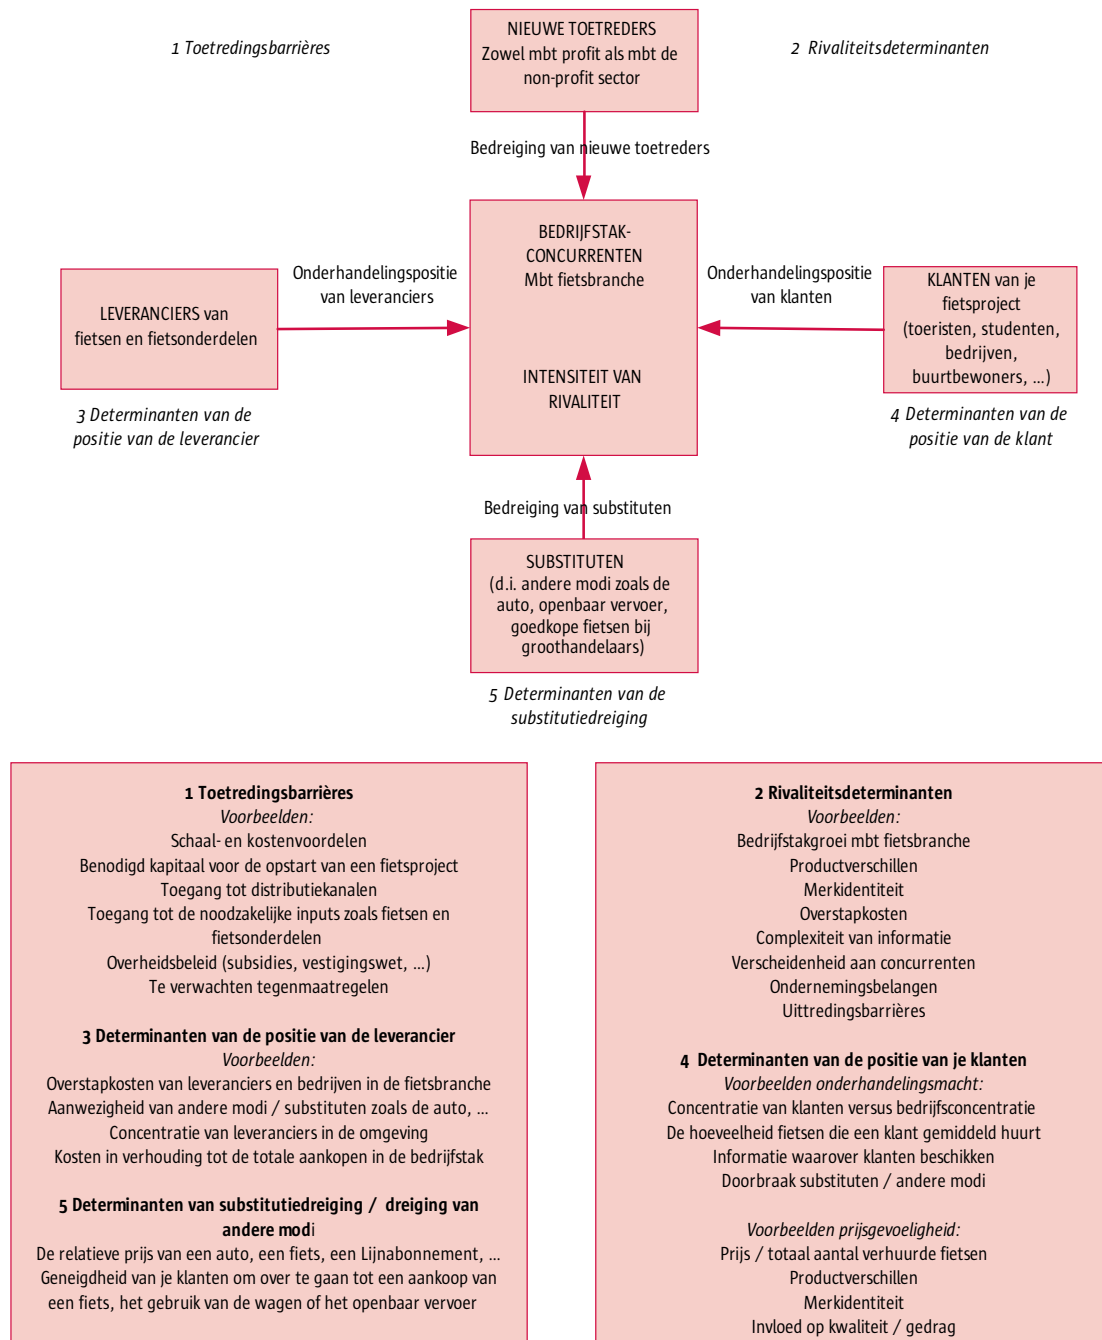 1 Toetredingsbarrières
NIEUWE TOETREDERS
Zowel mbt profit als mbt de
non-profit sector
2 Rivaliteitsdeterminanten
Bedreiging van nieuwe toetreders
BEDRIJFSTAK-
CONCURRENTEN
Mbt fietsbranche
INTENSITEIT VAN
RIVALITEIT
Onderhandelingspositie
van leveranciers
LEVERANCIERS van
fietsen en fietsonderdelen
3 Determinanten van de
positie van de leverancier
Onderhandelingspositie
van klanten
KLANTEN van je
fietsproject
(toeristen, studenten,
bedrijven,
buurtbewoners, ...)
4 Determinanten van de
positie van de klant
Bedreiging van substituten
SUBSTITUTEN
(d.i. andere modi zoals de
auto, openbaar vervoer,
goedkope fietsen bij
groothandelaars)
5 Determinanten van de
substitutiedreiging
1 Toetredingsbarrières
Voorbeelden:
Schaal- en kostenvoordelen
Benodigd kapitaal voor de opstart van een fietsproject
Toegang tot distributiekanalen
Toegang tot de noodzakelijke inputs zoals fietsen en
fietsonderdelen
Overheidsbeleid (subsidies, vestigingswet, ...)
Te verwachten tegenmaatregelen
3 Determinanten van de positie van de leverancier
Voorbeelden:
Overstapkosten van leveranciers en bedrijven in de fietsbranche
Aanwezigheid van andere modi / substituten zoals de auto, ...
Concentratie van leveranciers in de omgeving
Kosten in verhouding tot de totale aankopen in de bedrijfstak
5 Determinanten van substitutiedreiging / dreiging van
andere modi
De relatieve prijs van een auto, een fiets, een Lijnabonnement, ...
Geneigdheid van je klanten om over te gaan tot een aankoop van
een fiets, het gebruik van de wagen of het openbaar vervoer
2 Rivaliteitsdeterminanten
Voorbeelden:
Bedrijfstakgroei mbt fietsbranche
Productverschillen
Merkidentiteit
Overstapkosten
Complexiteit van informatie
Verscheidenheid aan concurrenten
Ondernemingsbelangen
Uittredingsbarrières
4 Determinanten van de positie van je klanten
Voorbeelden onderhandelingsmacht:
Concentratie van klanten versus bedrijfsconcentratie
De hoeveelheid fietsen die een klant gemiddeld huurt
Informatie waarover klanten beschikken
Doorbraak substituten / andere modi
Voorbeelden prijsgevoeligheid:
Prijs / totaal aantal verhuurde fietsen
Productverschillen
Merkidentiteit
Invloed op kwaliteit / gedrag